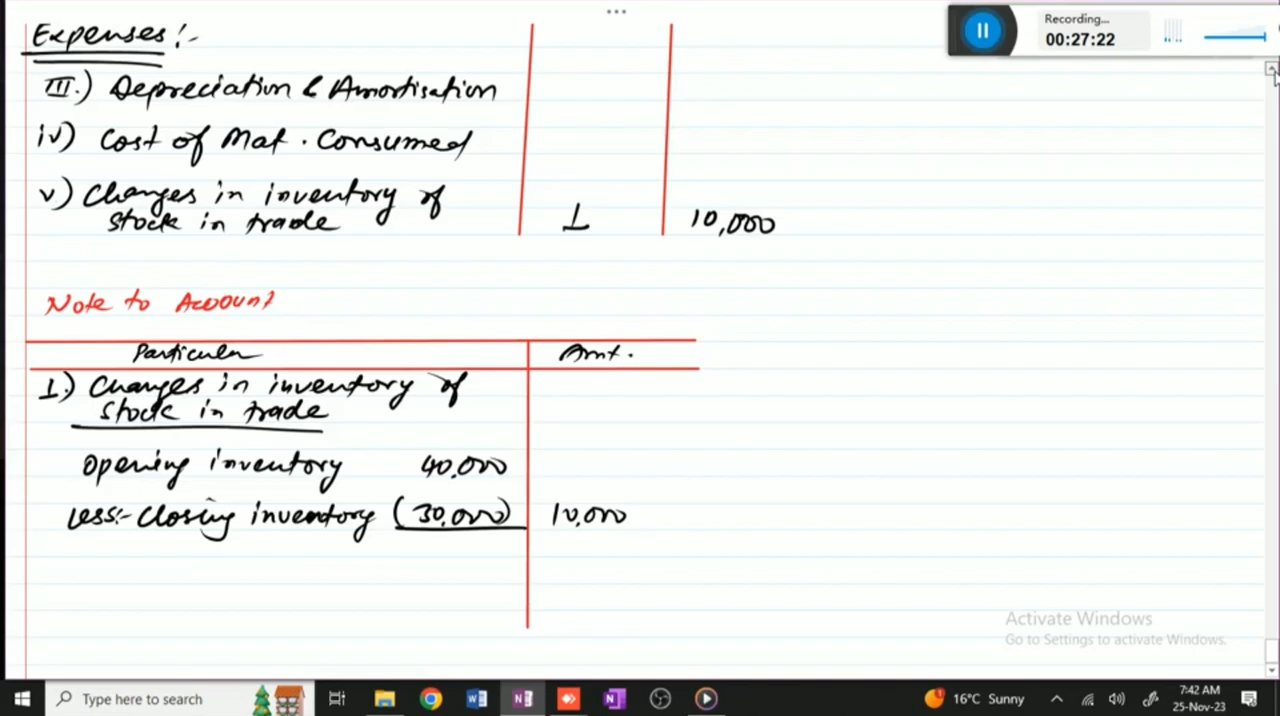 Recording...
00:27:22
Expenses:-
III.) Depreciation & Amortisation
iv) Cost of Mat. Consumed
v) Changes in inventory of
stock in trade 1 10,000
Note to Account
Particular Amt.
1.) Changes in inventory of
stock in trade
Opening inventory 40,000
Less:- Closing inventory (30,000) 10,000
Activate Windows
Go to Settings to activate Windows.
Type here to search
16°C Sunny
7:42 AM
25-Nov-23